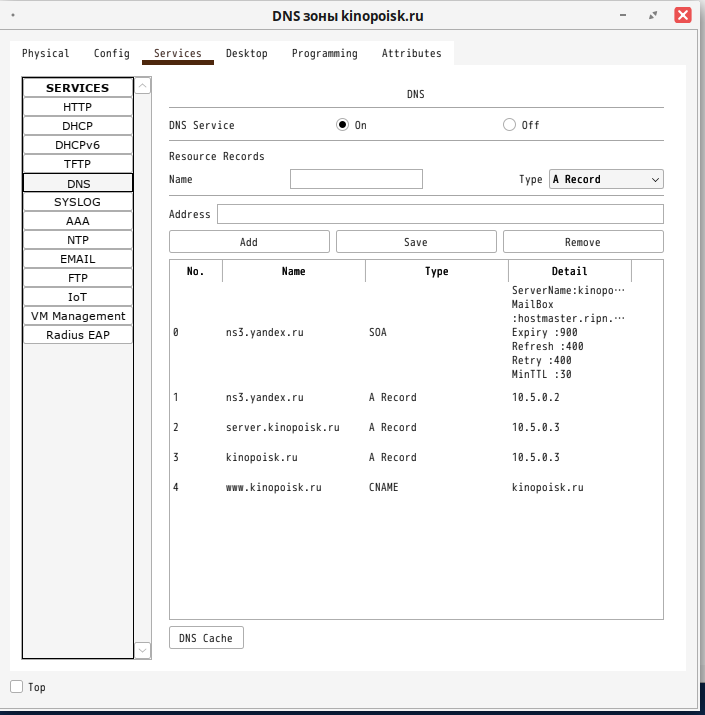 DNS зоны kinopoisk.ru
Physical Config Services Desktop Programming Attributes
SERVICES
HTTP
DHCP
DHCPv6
TFTP
DNS
SYSLOG
AAA
NTP
EMAIL
FTP
IoT
VM Management
Radius EAP
DNS
DNS Service On Off
Resource Records
Name Type A Record
Address
Add Save Remove
No. Name Type Detail
0 ns3.yandex.ru SOA
ServerName:kinopo···
MailBox
:hostmaster.ripn.···
Expiry :900
Refresh :400
Retry :400
MinTTL :30
1 ns3.yandex.ru A Record 10.5.0.2
2 server.kinopoisk.ru A Record 10.5.0.3
3 kinopoisk.ru A Record 10.5.0.3
4 www.kinopoisk.ru CNAME kinopoisk.ru
DNS Cache
Top